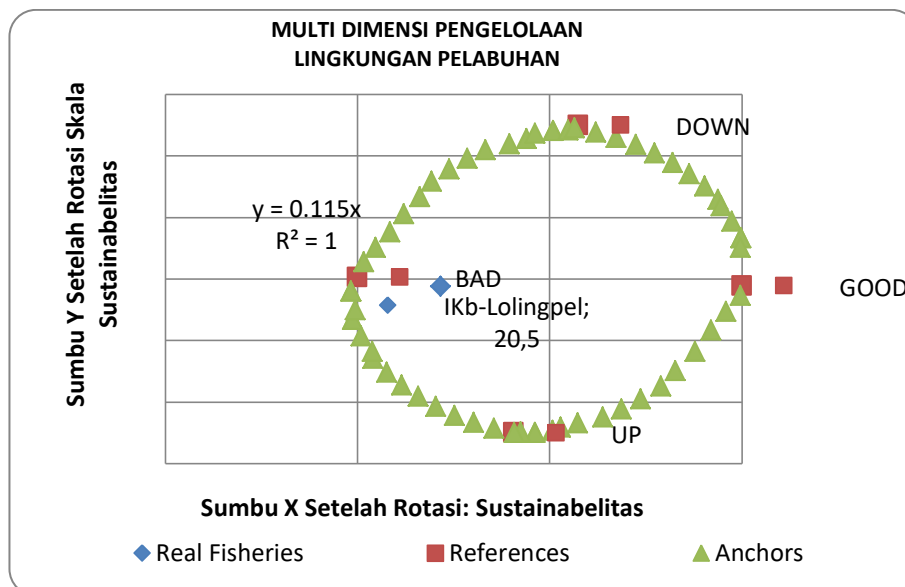 MULTI DIMENSI PENGELOLAAN
LINGKUNGAN PELABUHAN
Sumbu Y Setelah Rotasi Skala
Sustainabelitas
DOWN
y = 0.115x
R² = 1
BAD
GOOD
IKb-Lolingpel;
20,5
UP
Sumbu X Setelah Rotasi: Sustainabelitas
Real Fisheries
References
Anchors